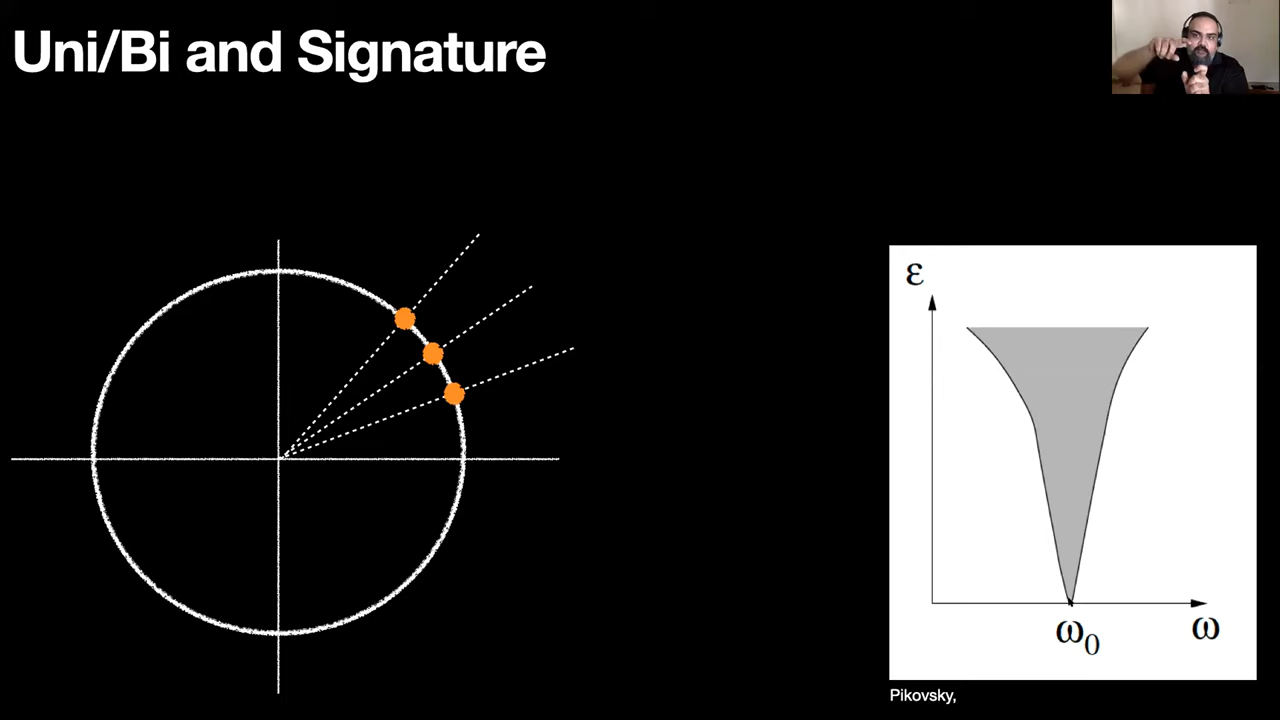 Uni/Bi and Signature
ε
ω₀
ω
Pikovsky,